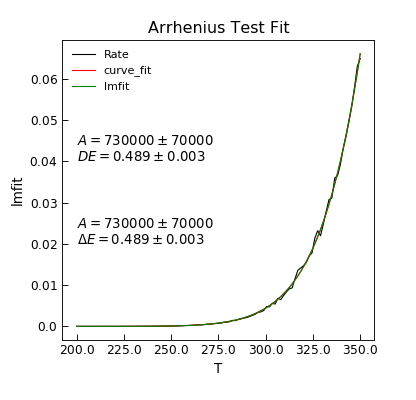 Arrhenius Test Fit
Rate
curve_fit
lmfit
A = 730000 ± 70000
DE = 0.489 ± 0.003
A = 730000 ± 70000
ΔE = 0.489 ± 0.003
lmfit
0.06
0.05
0.04
0.03
0.02
0.01
0.0
200.0 225.0 250.0 275.0 300.0 325.0 350.0
T